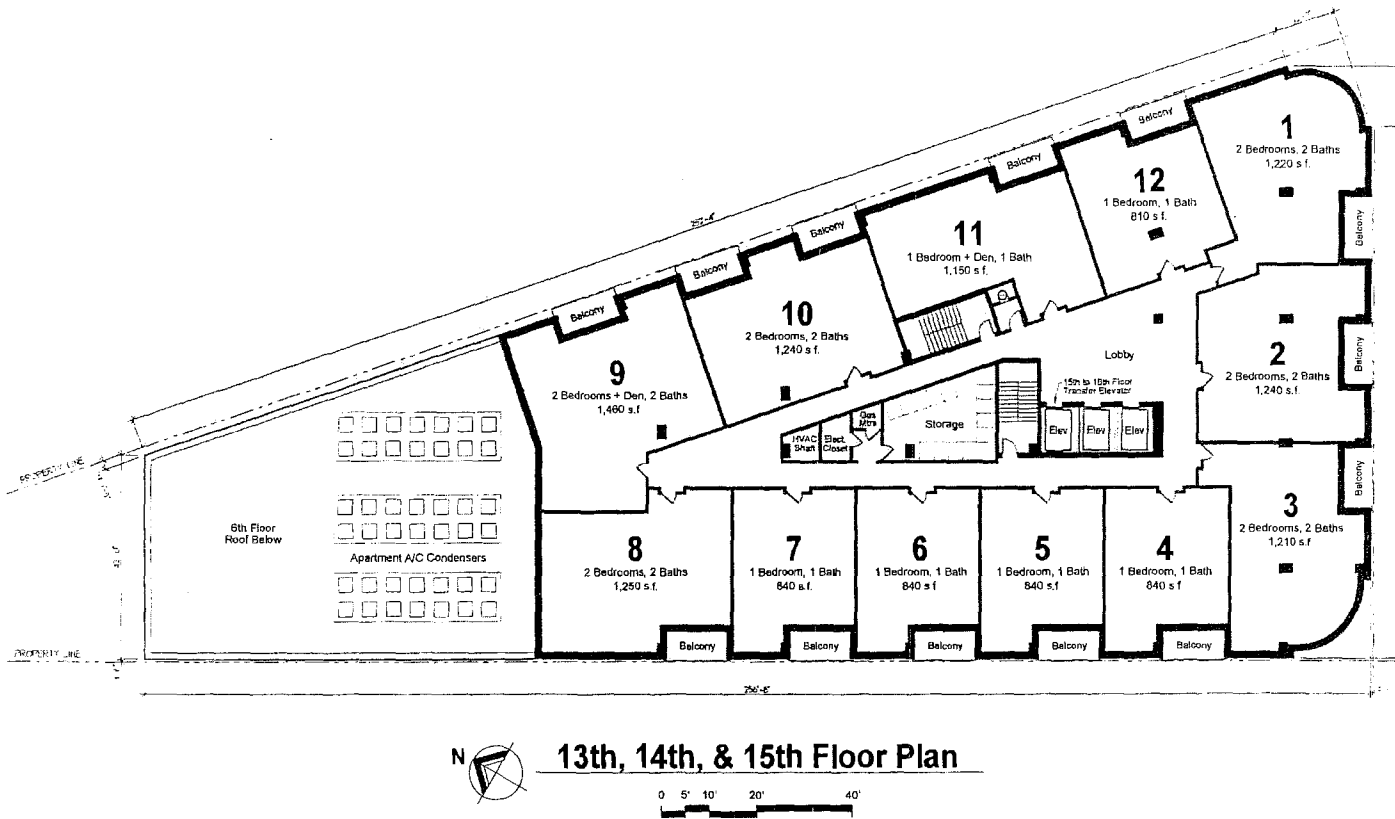 Balcony
1
2 Bedrooms, 2 Baths
1,220 s f.
Balcony
Balcony
12
1 Bedroom, 1 Bath
810 s f.
Balcony
Balcony
11
1 Bedroom + Den, 1 Bath
1,150 s f.
Balcony
10
2 Bedrooms, 2 Baths
1,240 s f.
Balcony
9
2 Bedrooms + Den, 2 Baths
1,460 s.f
Lobby
15th to 18th Floor
Transfer Elevator
Elev
Elev
Elev
2
2 Bedrooms, 2 Baths
1,240 s f.
Balcony
Storage
Gas
Mtrs
HVAC
Shaft
Elect.
Closet
PROPERTY LINE
6th Floor
Roof Below
Apartment A/C Condensers
8
2 Bedrooms, 2 Baths
1,250 s.f.
Balcony
7
1 Bedroom, 1 Bath
840 s.f.
Balcony
6
1 Bedroom, 1 Bath
840 s.f
Balcony
5
1 Bedroom, 1 Bath
840 s.f
Balcony
4
1 Bedroom, 1 Bath
840 s f
Balcony
3
2 Bedrooms, 2 Baths
1,210 s.f
Balcony
PROPERTY LINE
256'-8"
N
13th, 14th, & 15th Floor Plan
0 5' 10' 20' 40'